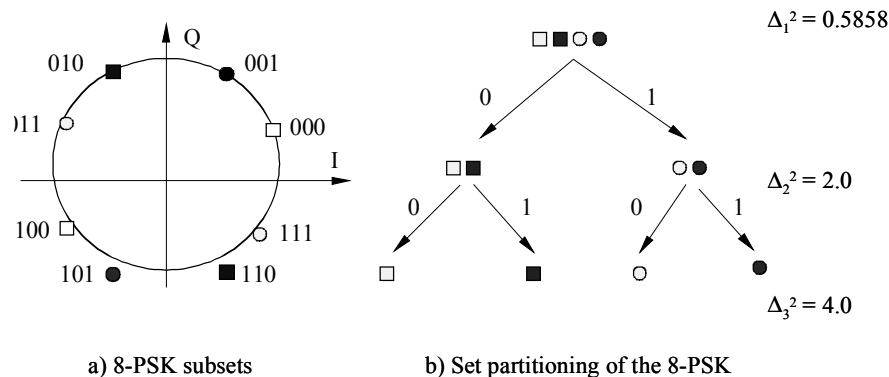 Q
010
001
011
000
I
100
111
101
110
a) 8-PSK subsets
Δ₁² = 0.5858
0
1
Δ₂² = 2.0
0
1
0
1
Δ₃² = 4.0
b) Set partitioning of the 8-PSK